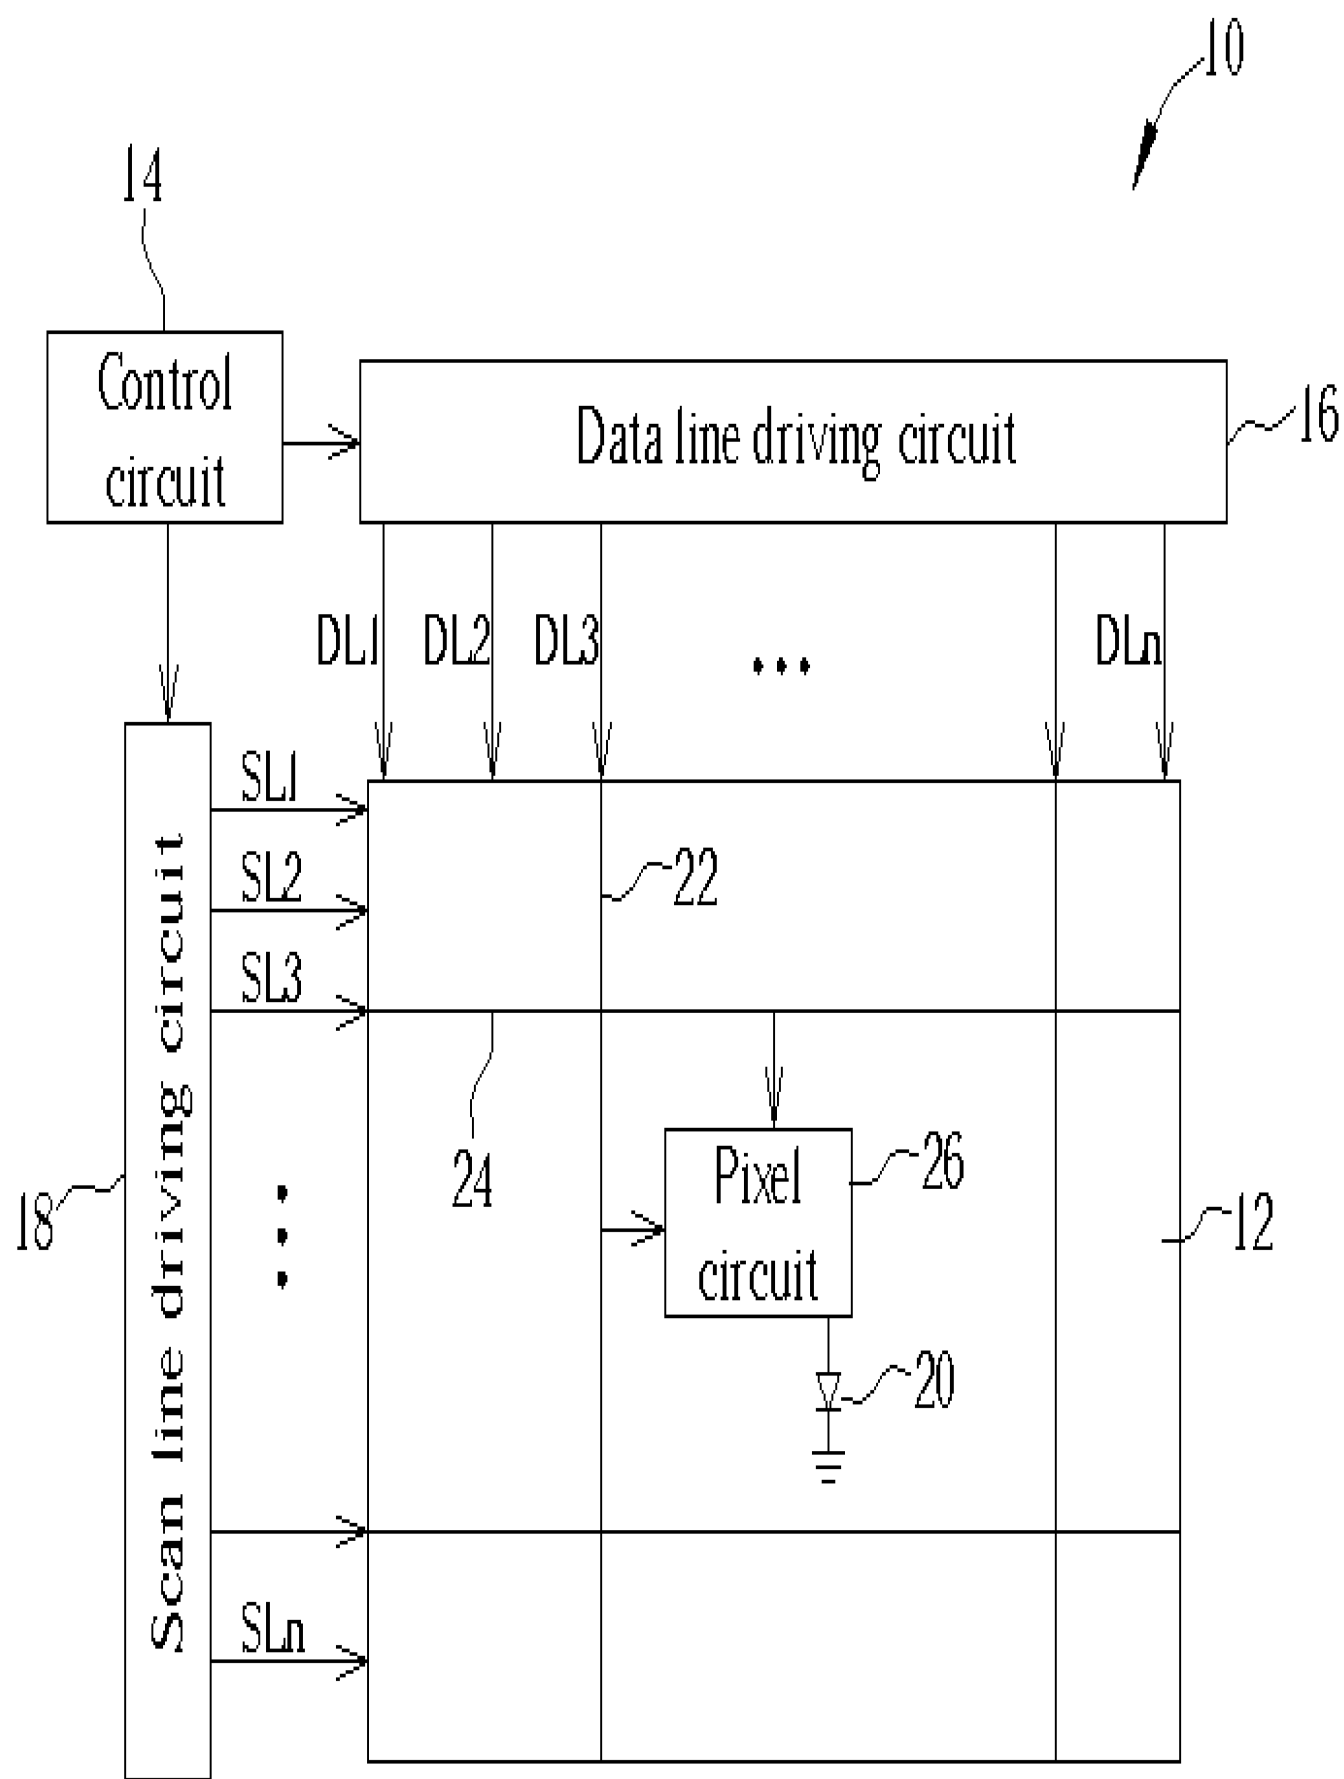 10
14
Control
circuit
Data line driving circuit
16
DL1
DL2
DL3
DLn
SL1
SL2
SL3
SLn
Scan line driving circuit
18
22
24
Pixel
circuit
26
12
20